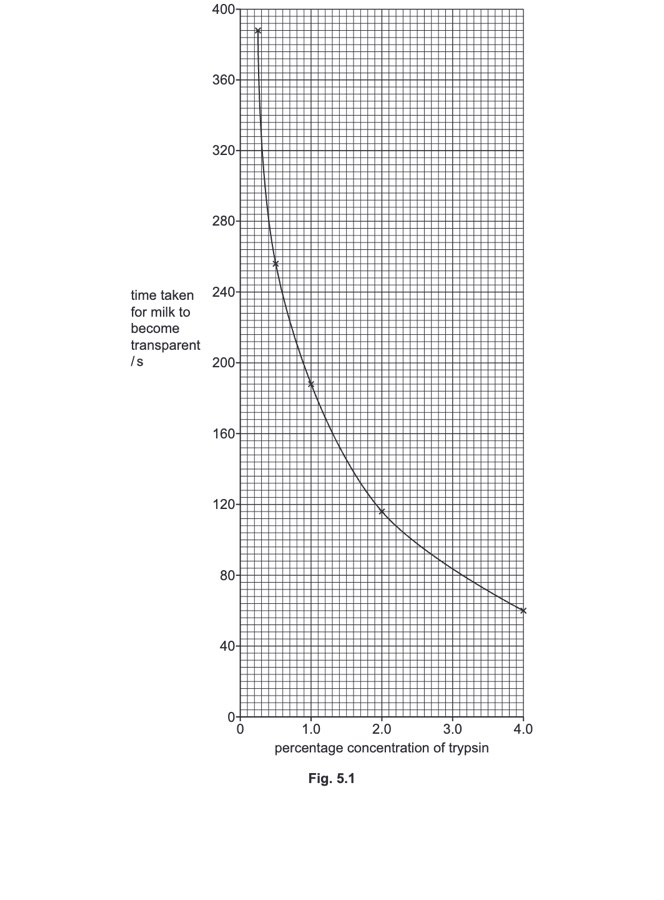 400
360
320
280
240
200
160
120
80
40
0
time taken
for milk to
become
transparent
/ s
0 1.0 2.0 3.0 4.0
percentage concentration of trypsin
Fig. 5.1